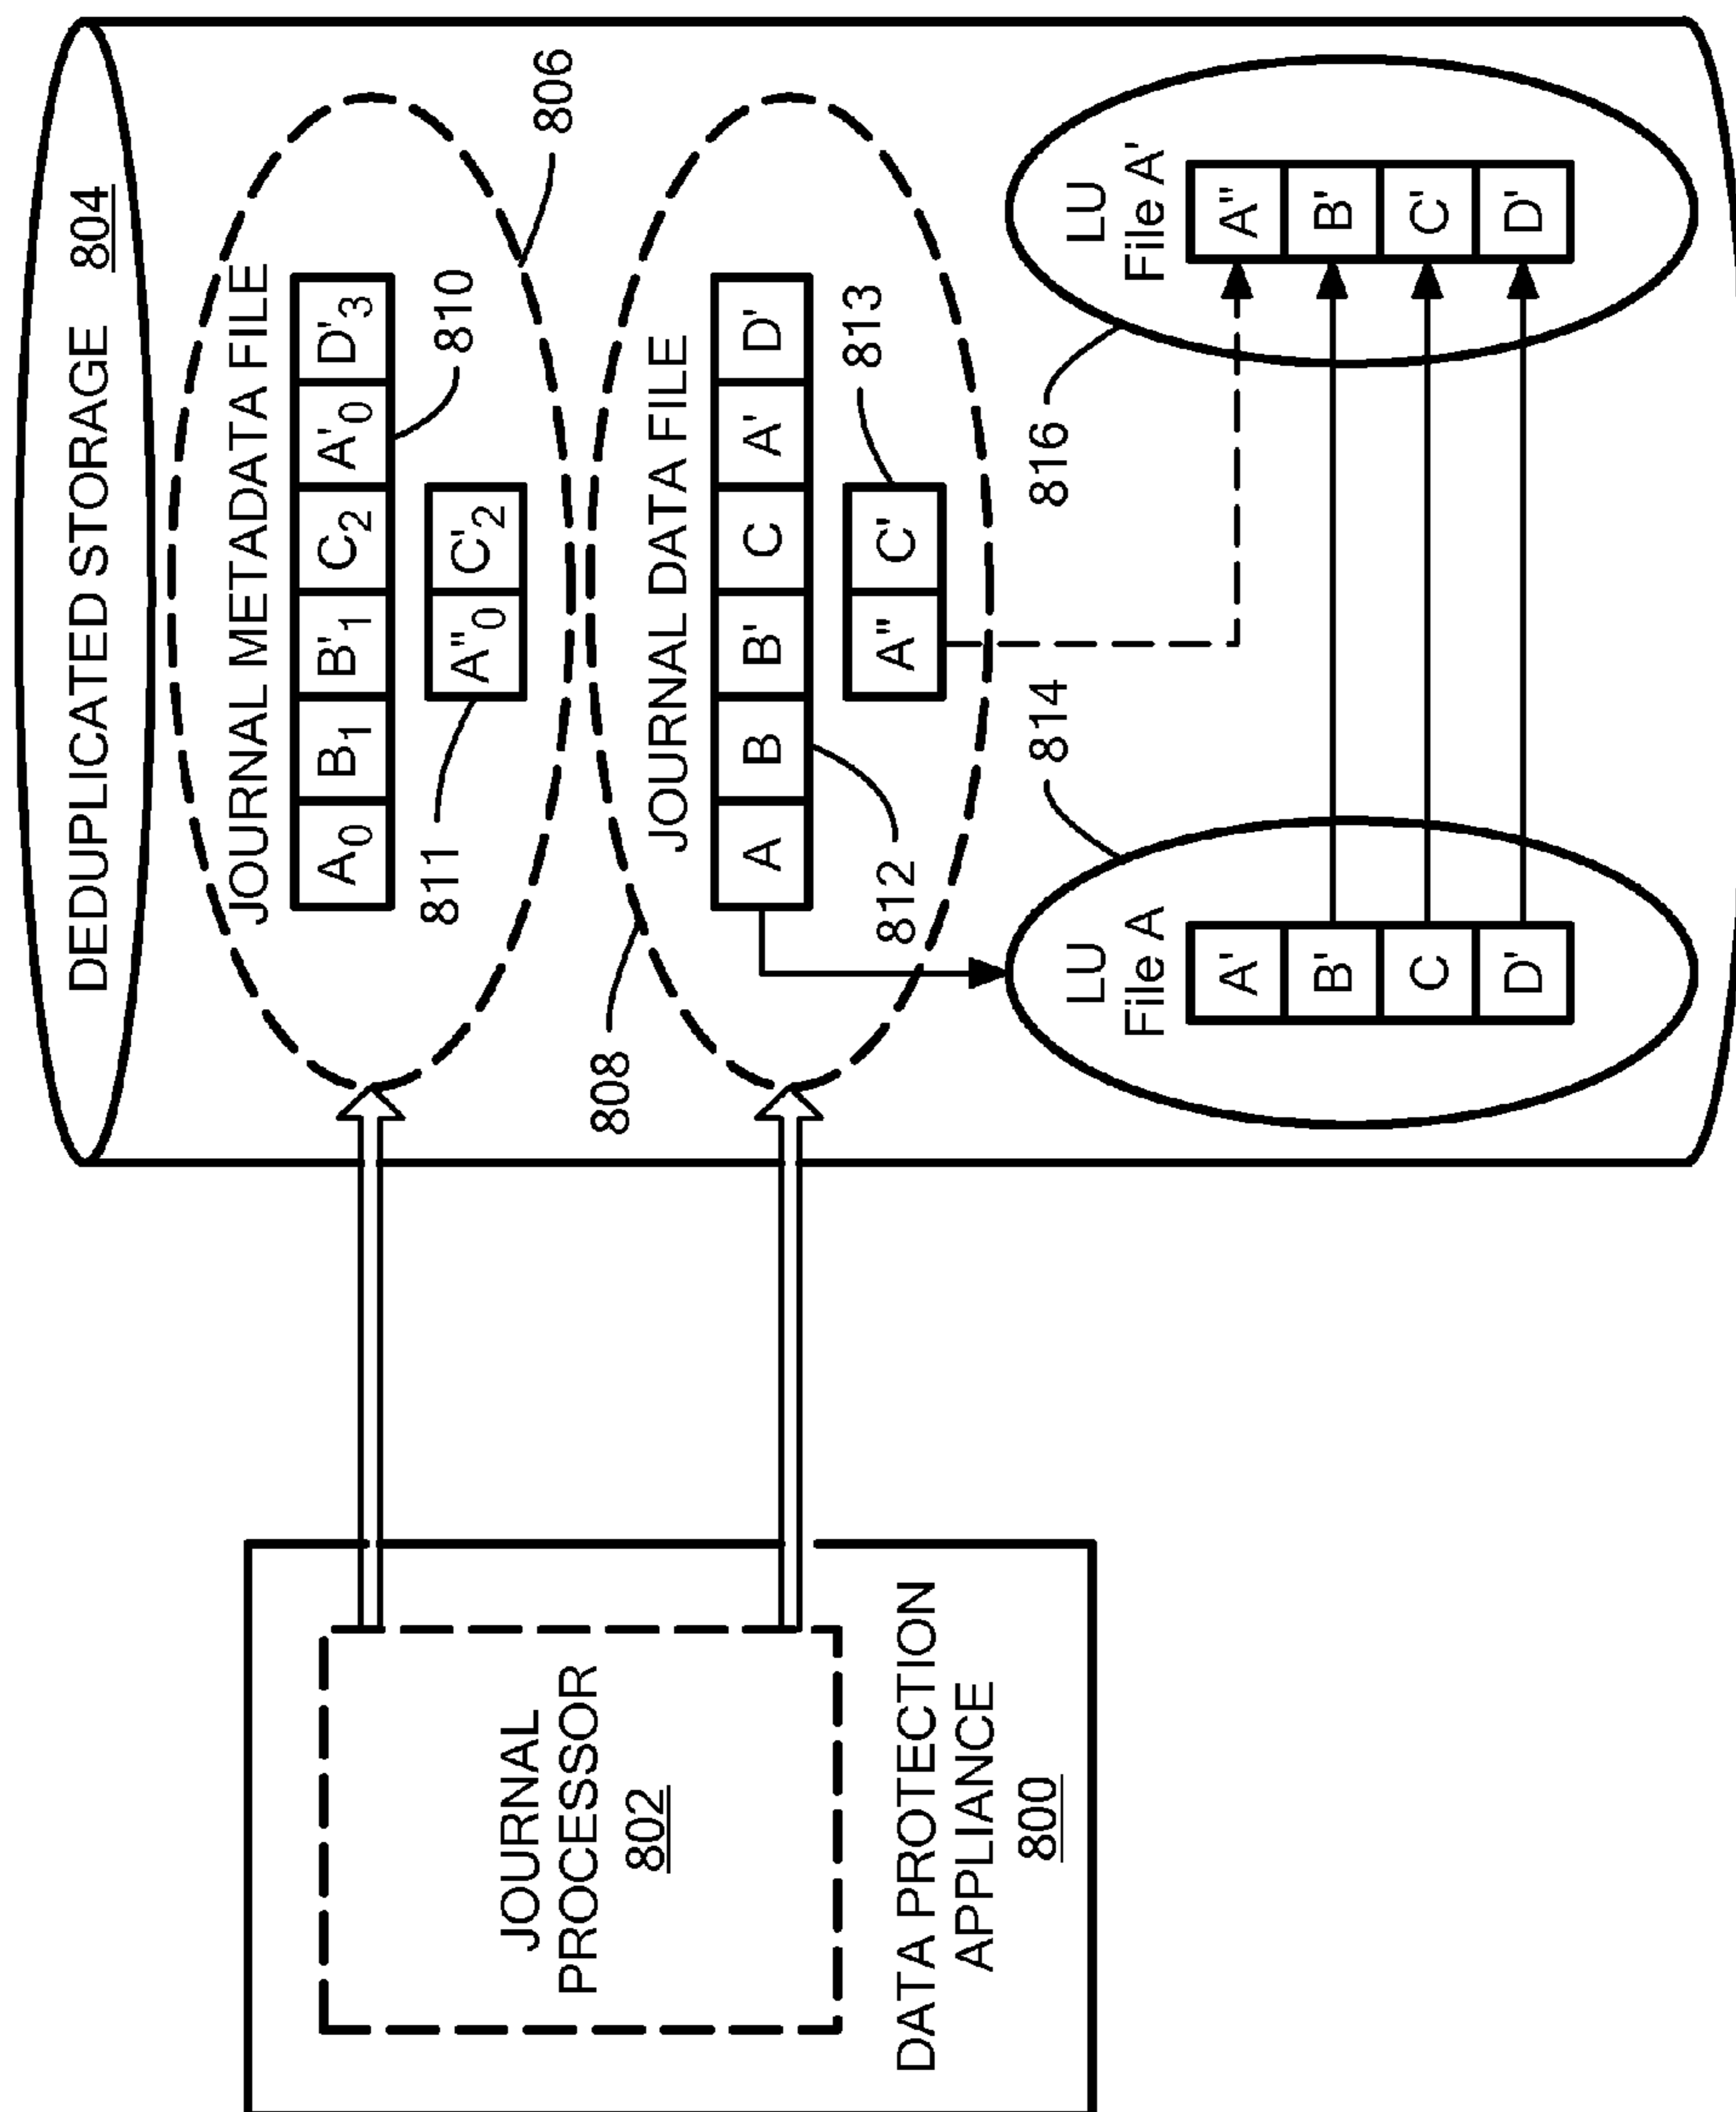 DEDUPLICATED STORAGE 804
JOURNAL METADATA FILE
806
A0 B1 B'1 C2 A'0 D'3
810
811
A"0 C'2
JOURNAL DATA FILE
808
A B B' C A' D'
812
813
A" C'
814
816
LU
File A
A'
B'
C
D'
LU
File A'
A"
B'
C'
D'
JOURNAL
PROCESSOR
802
DATA PROTECTION
APPLIANCE
800